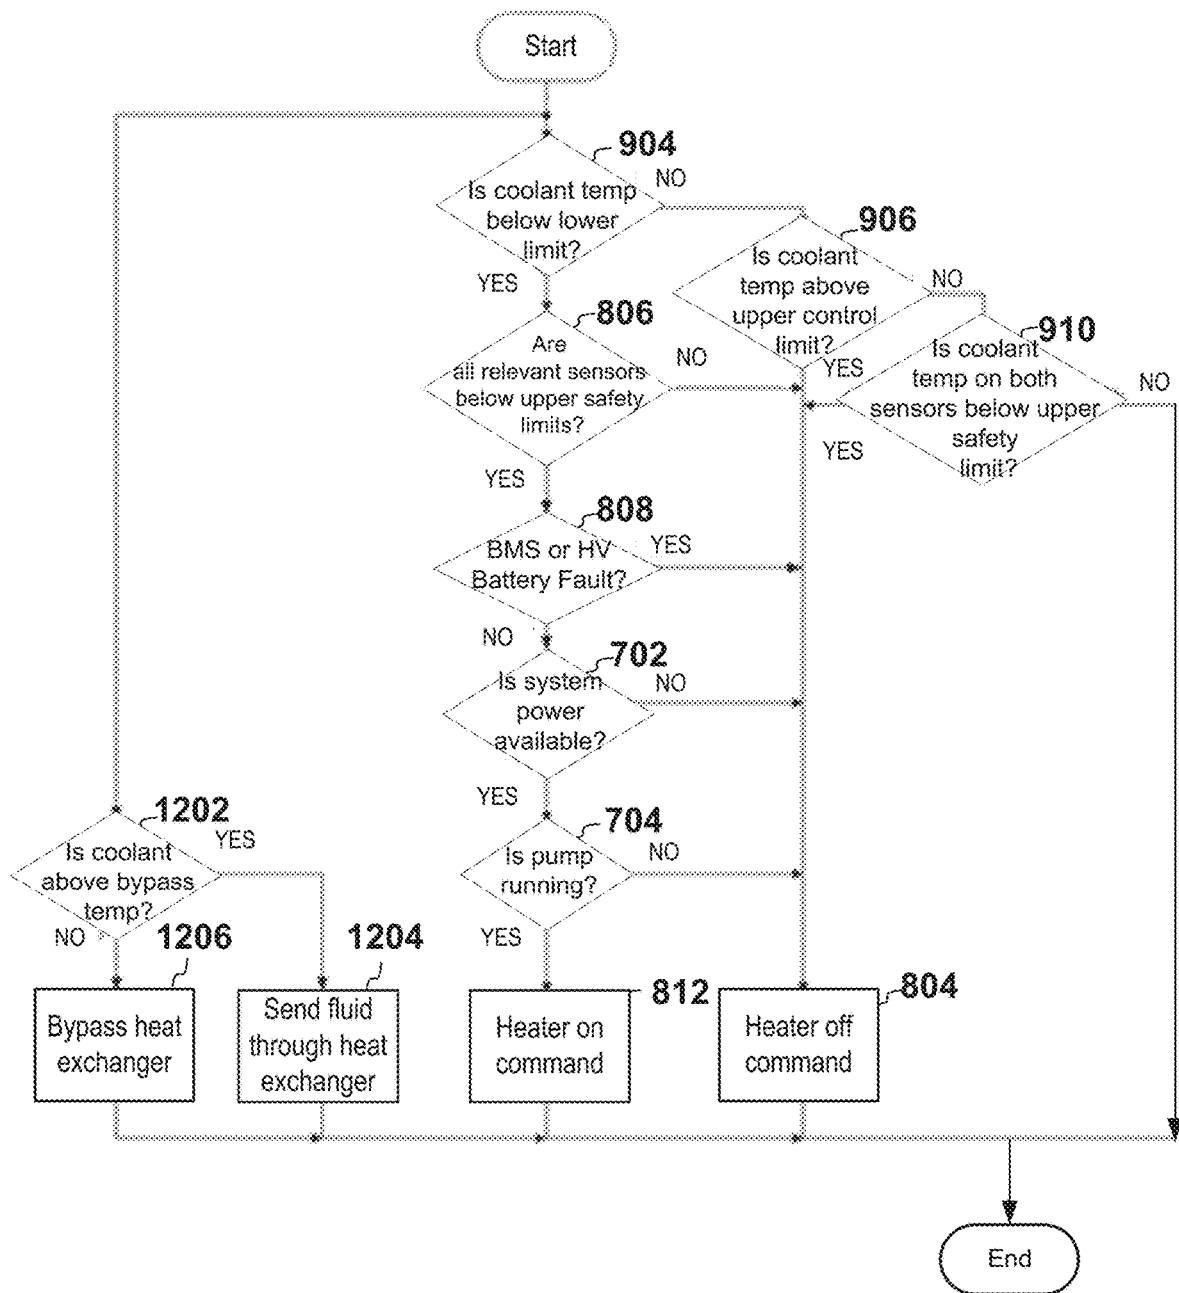 Start
904
Is coolant temp
below lower
limit?
NO
YES
906
Is coolant
temp above
upper control
limit?
NO
YES
806
Are
all relevant sensors
below upper safety
limits?
NO
YES
910
Is coolant
temp on both
sensors below upper
safety
limit?
NO
YES
808
BMS or HV
Battery Fault?
YES
NO
702
Is system
power
available?
NO
YES
704
Is pump
running?
NO
YES
1202
Is coolant
above bypass
temp?
YES
NO
1206
Bypass heat
exchanger
1204
Send fluid
through heat
exchanger
812
Heater on
command
804
Heater off
command
End